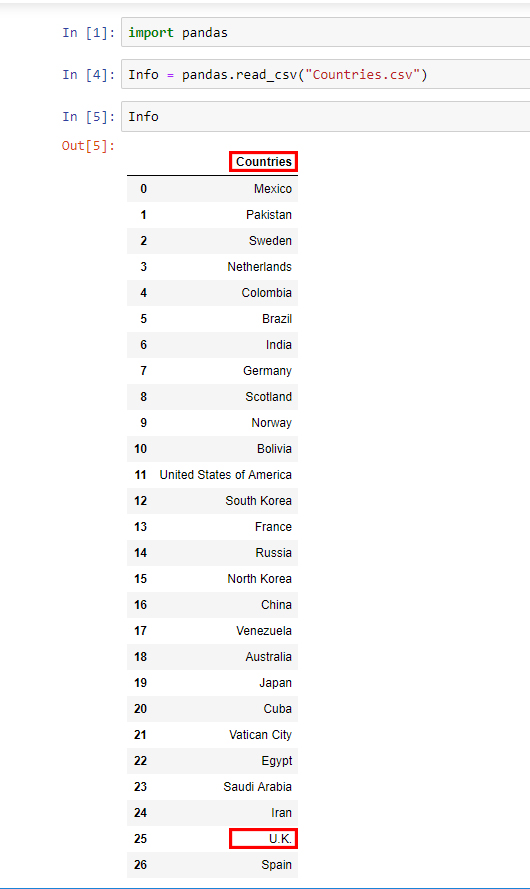 In [1]: import pandas
In [4]: Info = pandas.read_csv("Countries.csv")
In [5]: Info
Out[5]:
Countries
0 Mexico
1 Pakistan
2 Sweden
3 Netherlands
4 Colombia
5 Brazil
6 India
7 Germany
8 Scotland
9 Norway
10 Bolivia
11 United States of America
12 South Korea
13 France
14 Russia
15 North Korea
16 China
17 Venezuela
18 Australia
19 Japan
20 Cuba
21 Vatican City
22 Egypt
23 Saudi Arabia
24 Iran
25 U.K.
26 Spain